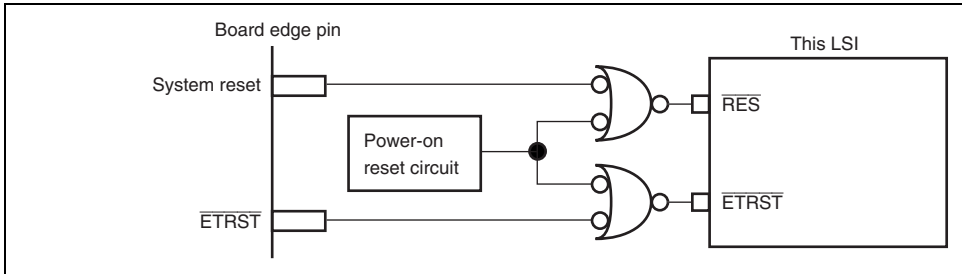 Board edge pin
This LSI
System reset
RES
Power-on
reset circuit
ETRST
ETRST